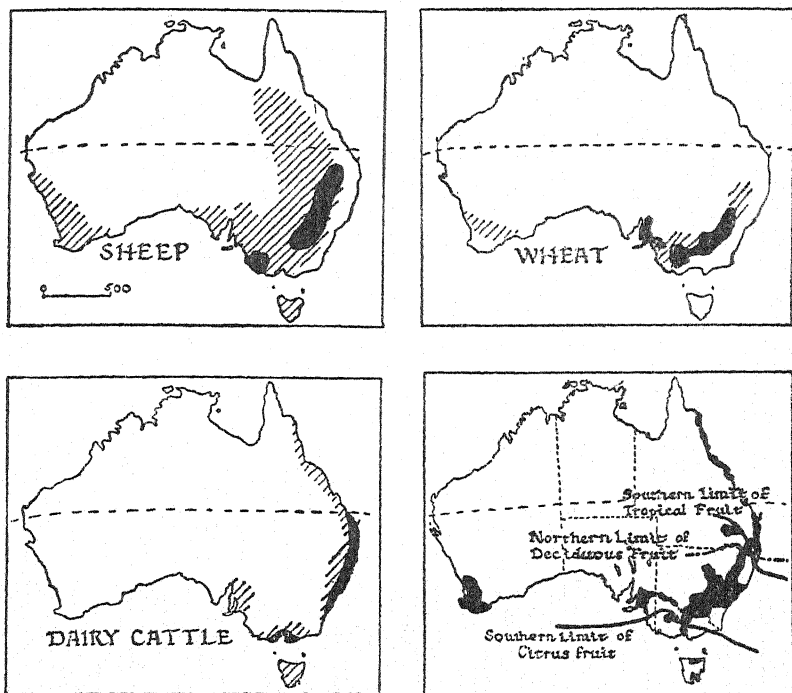 SHEEP
0 500
WHEAT
DAIRY CATTLE
Southern Limit of
Tropical Fruit
Northern Limit of
Deciduous Fruit
Southern Limit of
Citrus fruit